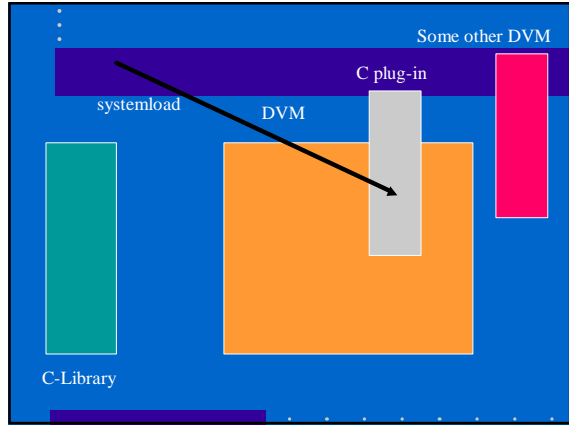 Some other DVM
C plug-in
systemload
DVM
C-Library